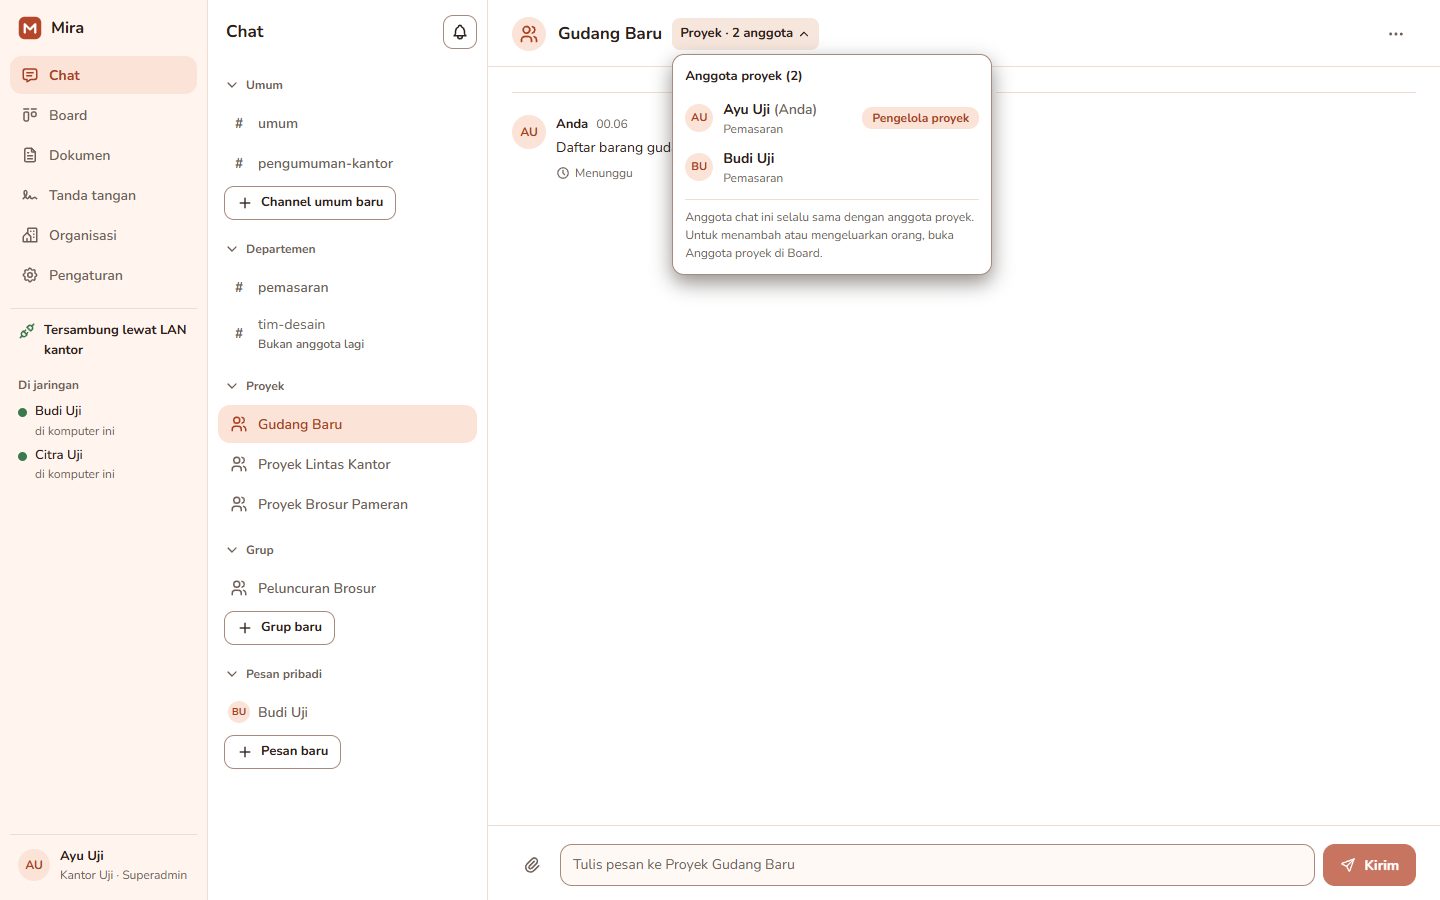 Mira
Chat
Board
Dokumen
Tanda tangan
Organisasi
Pengaturan
Tersambung lewat LAN
kantor
Di jaringan
Budi Uji
di komputer ini
Citra Uji
di komputer ini
AU
Ayu Uji
Kantor Uji · Superadmin
Chat
Umum
# umum
# pengumuman-kantor
Channel umum baru
Departemen
# pemasaran
# tim-desain
Bukan anggota lagi
Proyek
Gudang Baru
Proyek Lintas Kantor
Proyek Brosur Pameran
Grup
Peluncuran Brosur
Grup baru
Pesan pribadi
BU Budi Uji
Pesan baru
Gudang Baru
Proyek · 2 anggota
AU
Anda 00.06
Daftar barang gud
Menunggu
Anggota proyek (2)
AU
Ayu Uji (Anda)
Pemasaran
Pengelola proyek
BU
Budi Uji
Pemasaran
Anggota chat ini selalu sama dengan anggota proyek.
Untuk menambah atau mengeluarkan orang, buka
Anggota proyek di Board.
Tulis pesan ke Proyek Gudang Baru
Kirim